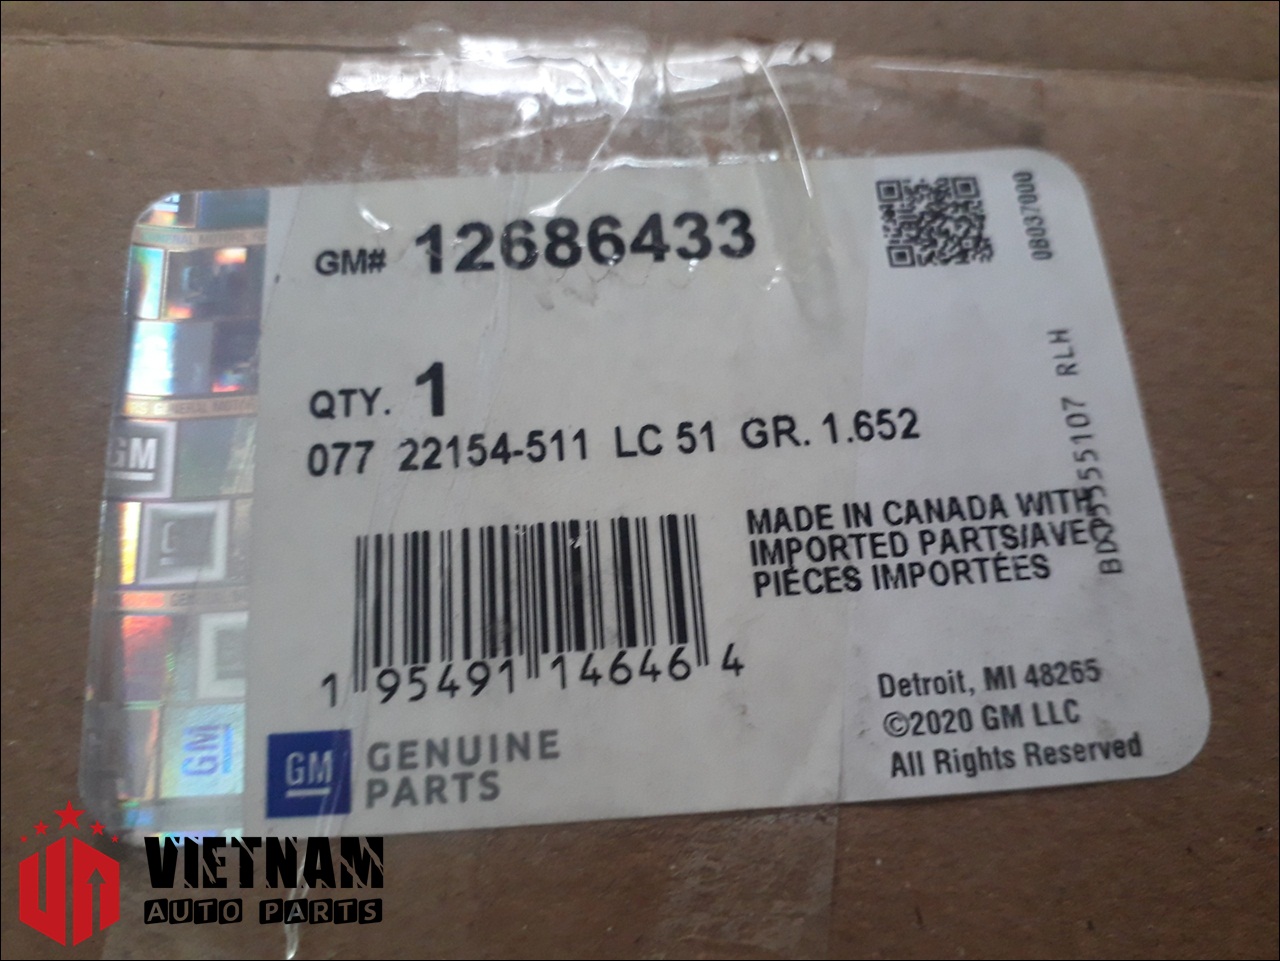 GM# 12686433
08037000
QTY. 1
077 22154-511 LC 51 GR. 1.652
RLH
MADE IN CANADA WITH
IMPORTED PARTS/AVEC
PIÈCES IMPORTÉES
1 95491 14646 4
Detroit, MI 48265
©2020 GM LLC
All Rights Reserved
GM GENUINE
PARTS
GM
GM
VIETNAM
AUTO PARTS